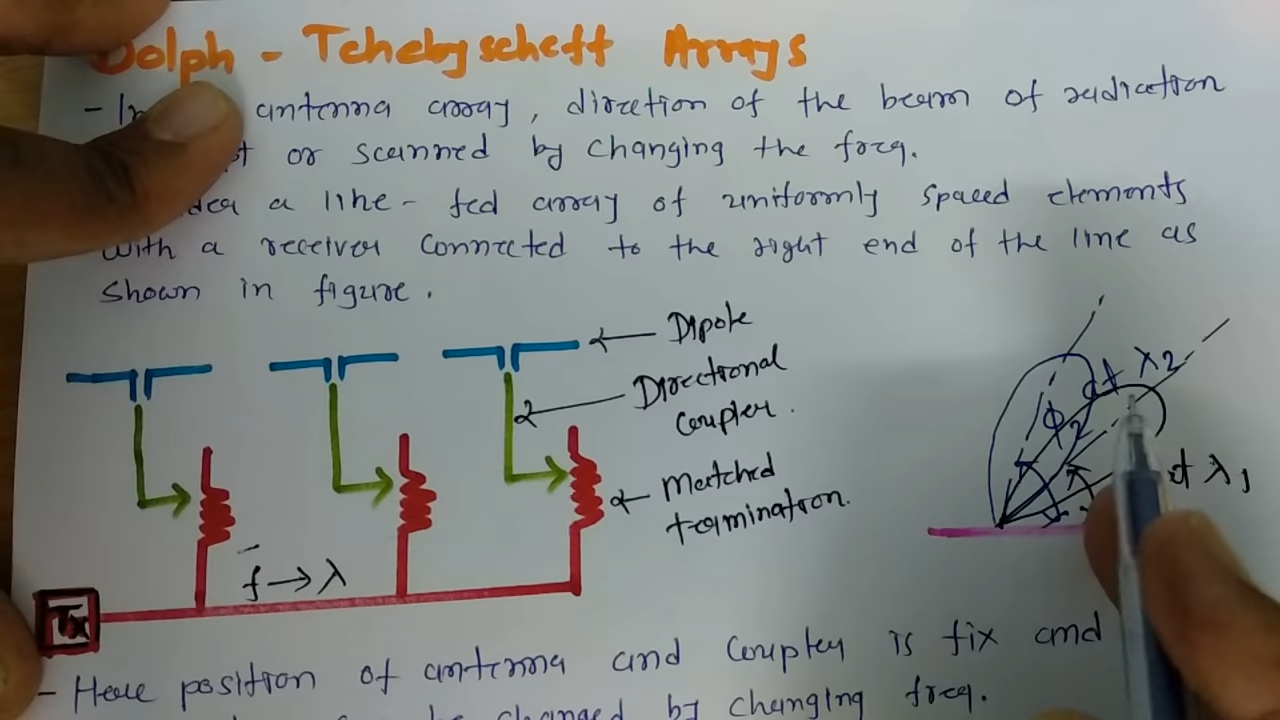 Dolph - Tchebyscheff Arrays
- In antenna array, direction of the beam of radiation
or scanned by changing the freq.
a line - fed array of uniformly spaced elements
with a receiver connected to the right end of the line as
shown in figure.
Dipole
Directional
coupler.
Matched
termination.
at λ2
ϕ2
λ1
f → λ
Tx
- Here position of antenna and coupler is fix and
be changed by changing freq.